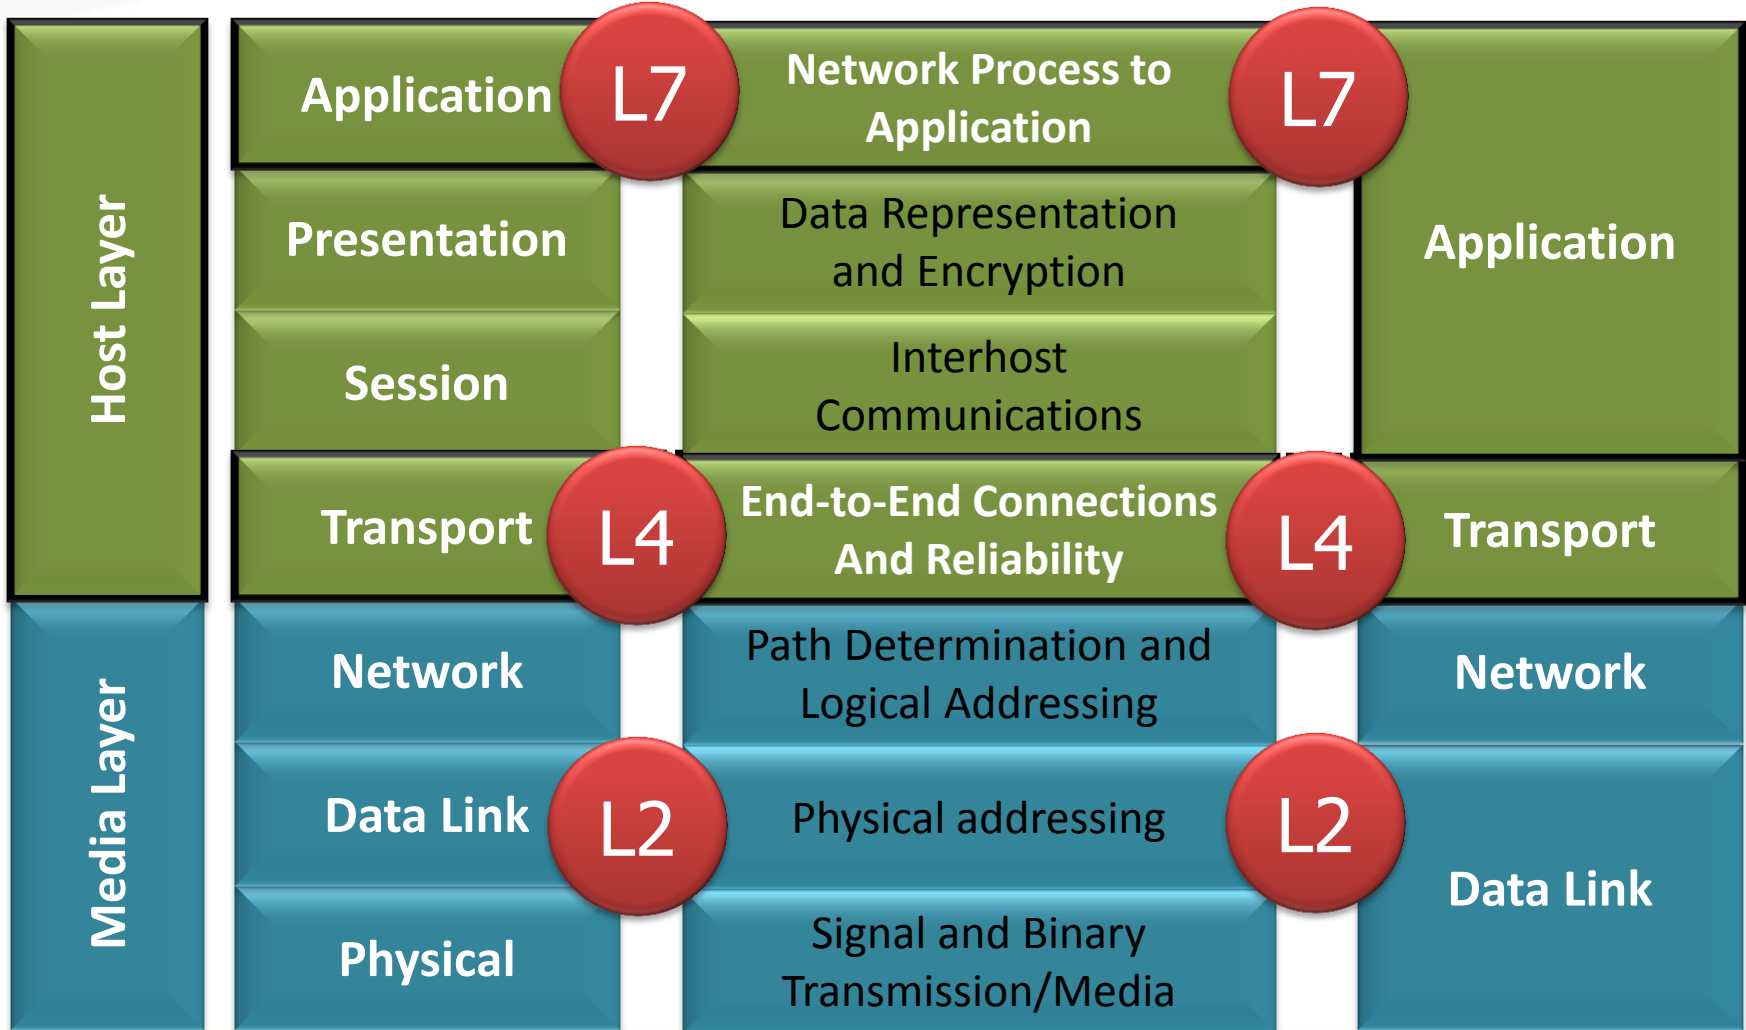 Host Layer
Media Layer
Application
Presentation
Session
Transport
Network
Data Link
Physical
L7
L4
L2
Network Process to
Application
Data Representation
and Encryption
Interhost
Communications
End-to-End Connections
And Reliability
Path Determination and
Logical Addressing
Physical addressing
Signal and Binary
Transmission/Media
L7
L4
L2
Application
Transport
Network
Data Link